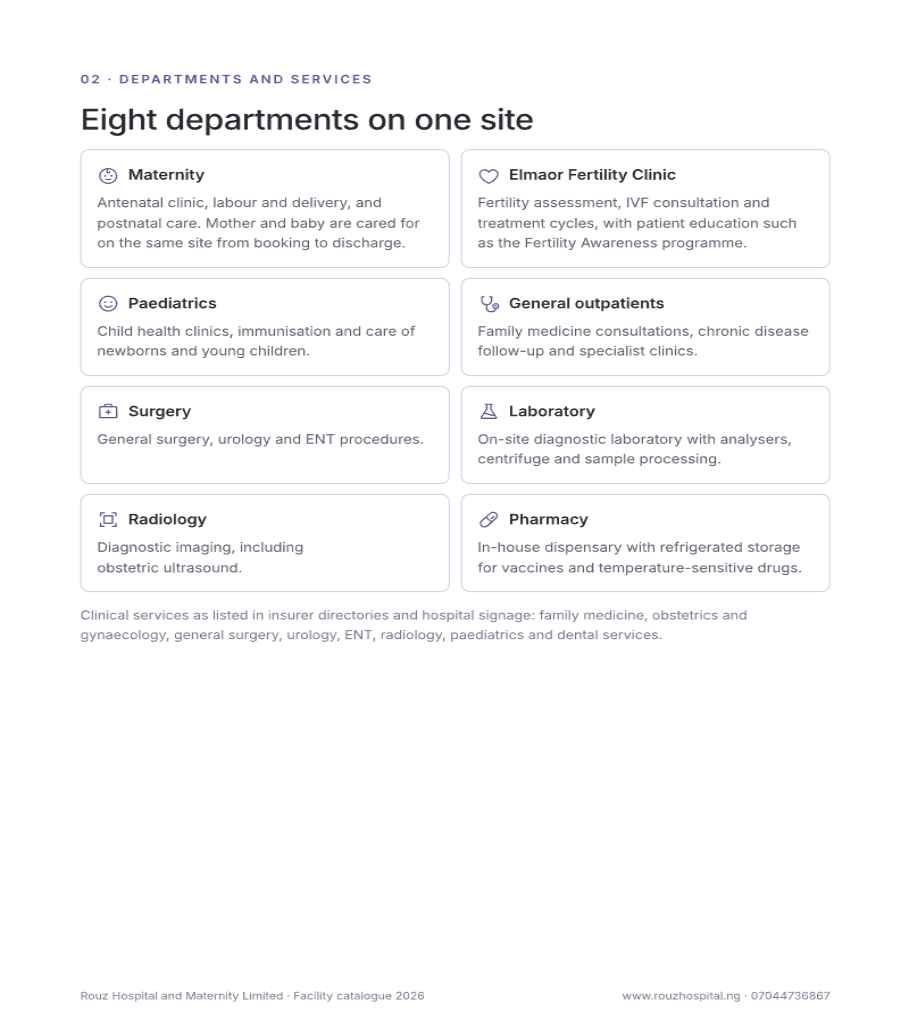 02 · DEPARTMENTS AND SERVICES
Eight departments on one site
Maternity
Antenatal clinic, labour and delivery, and
postnatal care. Mother and baby are cared for
on the same site from booking to discharge.
Elmaor Fertility Clinic
Fertility assessment, IVF consultation and
treatment cycles, with patient education such
as the Fertility Awareness programme.
Paediatrics
Child health clinics, immunisation and care of
newborns and young children.
General outpatients
Family medicine consultations, chronic disease
follow-up and specialist clinics.
Surgery
General surgery, urology and ENT procedures.
Laboratory
On-site diagnostic laboratory with analysers,
centrifuge and sample processing.
Radiology
Diagnostic imaging, including
obstetric ultrasound.
Pharmacy
In-house dispensary with refrigerated storage
for vaccines and temperature-sensitive drugs.
Clinical services as listed in insurer directories and hospital signage: family medicine, obstetrics and
gynaecology, general surgery, urology, ENT, radiology, paediatrics and dental services.
Rouz Hospital and Maternity Limited · Facility catalogue 2026
www.rouzhospital.ng · 07044736867